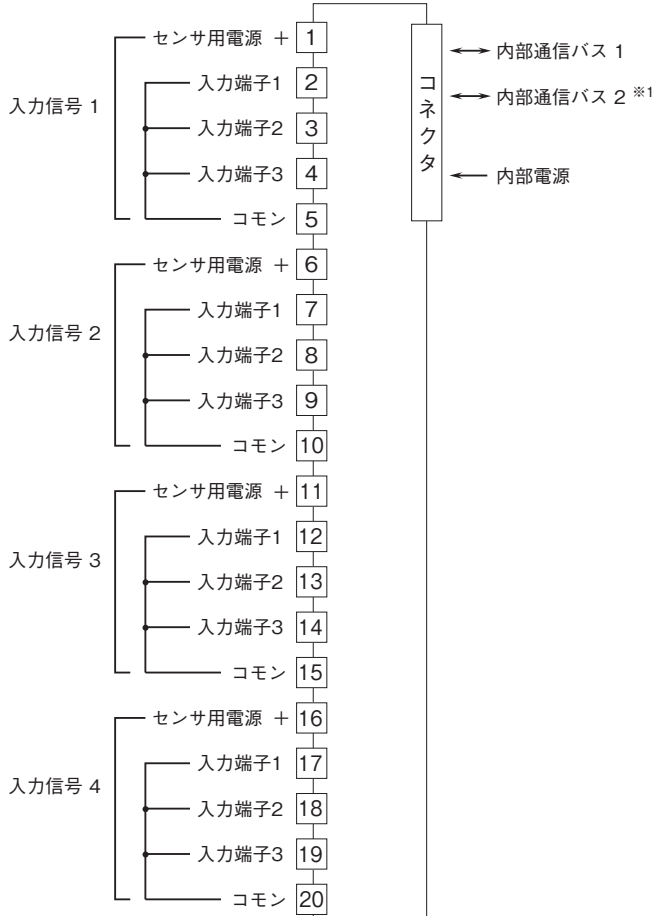 入力信号 1
センサ用電源 + 1
入力端子1 2
入力端子2 3
入力端子3 4
コモン 5
入力信号 2
センサ用電源 + 6
入力端子1 7
入力端子2 8
入力端子3 9
コモン 10
入力信号 3
センサ用電源 + 11
入力端子1 12
入力端子2 13
入力端子3 14
コモン 15
入力信号 4
センサ用電源 + 16
入力端子1 17
入力端子2 18
入力端子3 19
コモン 20
コネクタ
内部通信バス 1
内部通信バス 2 ※1
内部電源